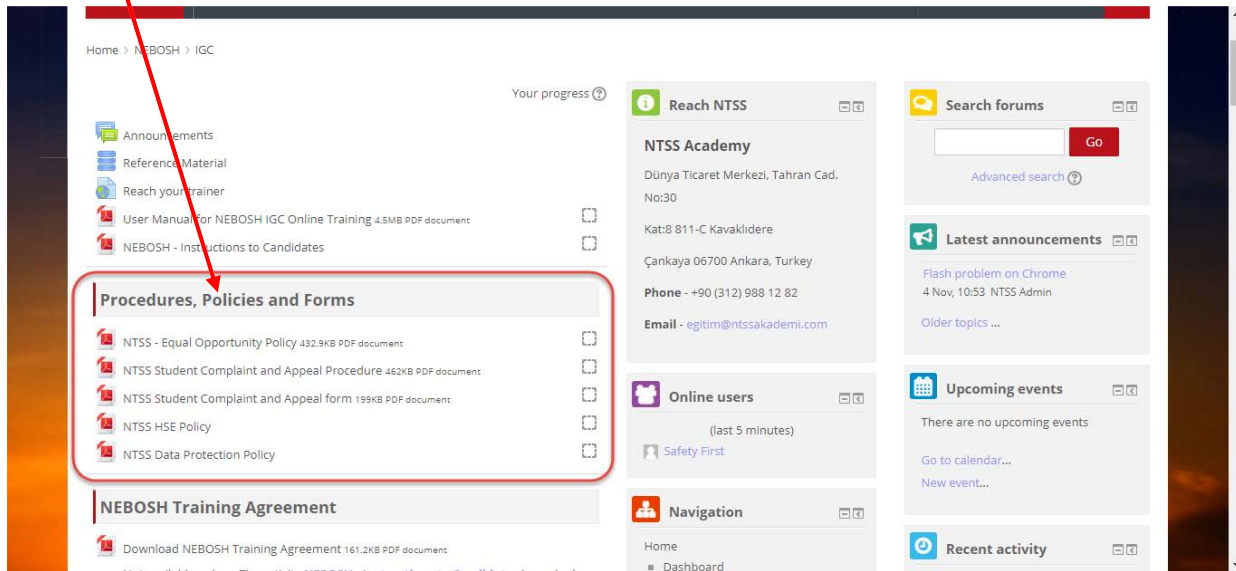 Home > NEBOSH > IGC
Your progress
Announcements
Reference Material
Reach your trainer
User Manual for NEBOSH IGC Online Training 4.5MB PDF document
NEBOSH - Instructions to Candidates
Procedures, Policies and Forms
NTSS - Equal Opportunity Policy 432.9KB PDF document
NTSS Student Complaint and Appeal Procedure 462KB PDF document
NTSS Student Complaint and Appeal form 199KB PDF document
NTSS HSE Policy
NTSS Data Protection Policy
NEBOSH Training Agreement
Download NEBOSH Training Agreement 161.2KB PDF document
Reach NTSS
NTSS Academy
Dünya Ticaret Merkezi, Tahran Cad.
No:30
Kat:8 811-C Kavaklıdere
Çankaya 06700 Ankara, Turkey
Phone - +90 (312) 988 12 82
Email - egitim@ntssakademi.com
Online users
(last 5 minutes)
Safety First
Navigation
Home
Dashboard
Search forums
Go
Advanced search
Latest announcements
Flash problem on Chrome
4 Nov, 10:53 NTSS Admin
Older topics ...
Upcoming events
There are no upcoming events
Go to calendar...
New event...
Recent activity